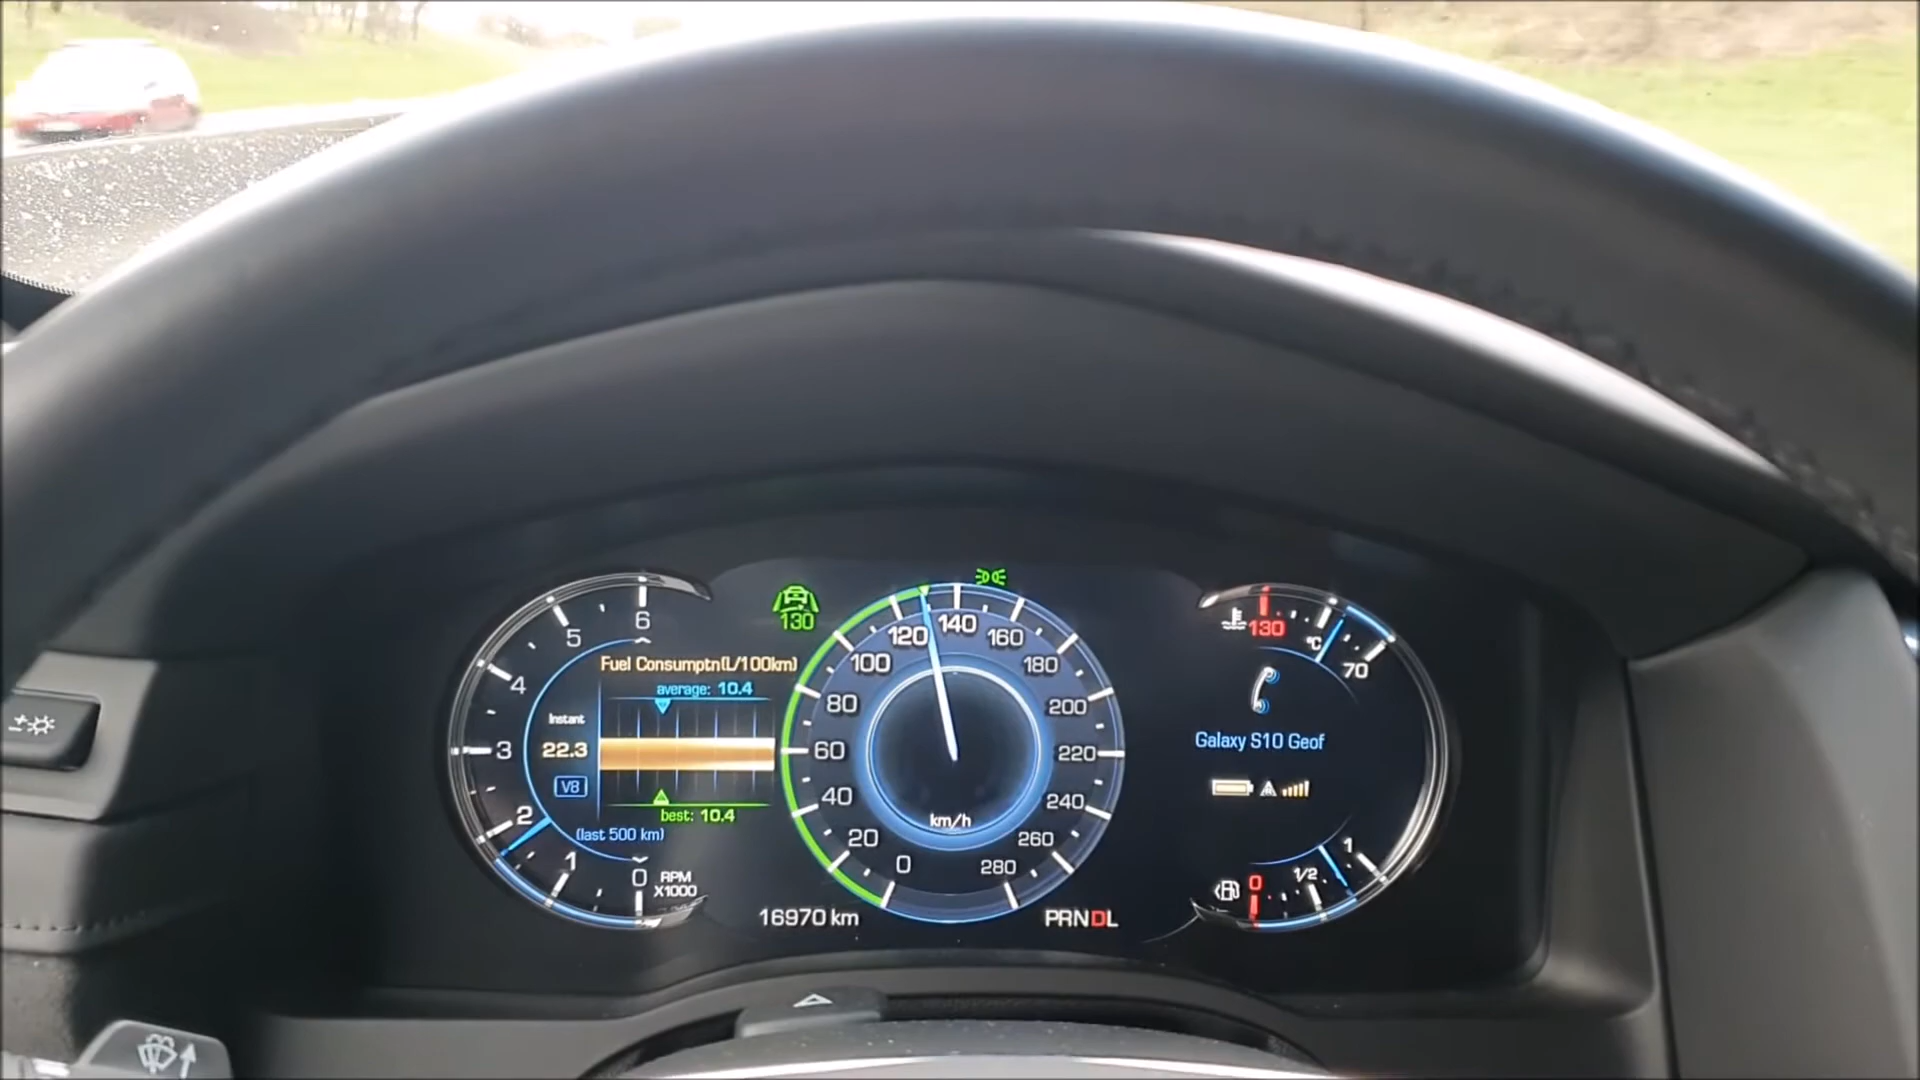 6
5
4
3
2
1
0
RPM
X1000
Fuel Consumptn(L/100km)
average: 10.4
Instant
22.3
V8
best: 10.4
(last 500 km)
130
0
20
40
60
80
100
120
140
160
180
200
220
240
260
280
km/h
16970 km
PRNDL
130
°C
70
Galaxy S10 Geof
0
1/2
1